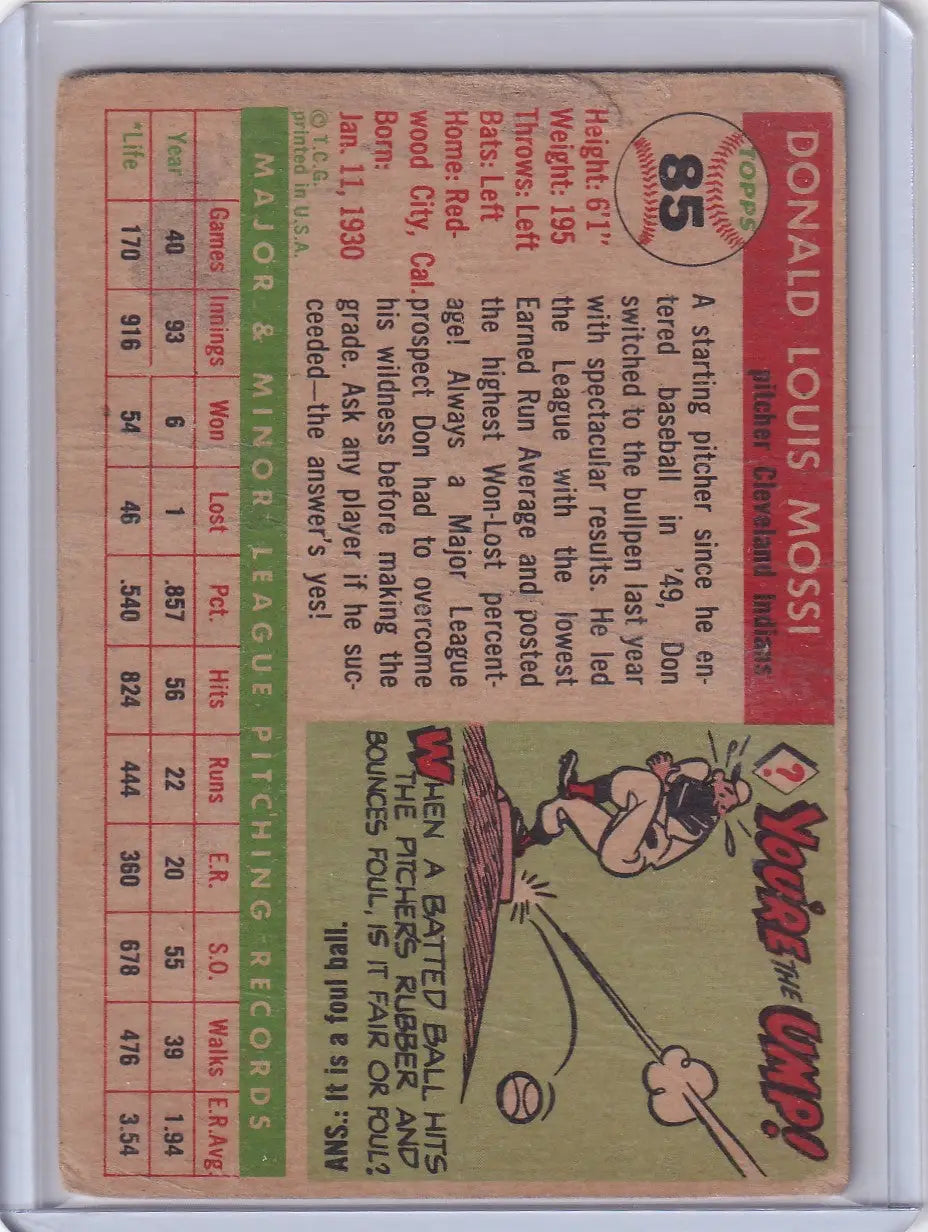 TOPPS
85
DONALD LOUIS MOSSI
pitcher Cleveland Indians
Height: 6'1"
Weight: 195
Throws: Left
Bats: Left
Home: Red-
wood City, Cal.
Born:
Jan. 11, 1930
© T.C.G.
printed in U.S.A.
A starting pitcher since he en-
tered baseball in '49, Don
switched to the bullpen last year
with spectacular results. He led
the League with the lowest
Earned Run Average and posted
the highest Won-Lost percent-
age! Always a Major League
prospect Don had to overcome
his wildness before making the
grade. Ask any player if he suc-
ceeded—the answer's yes!
?
YOU'RE THE UMP!
WHEN A BATTED BALL HITS
THE PITCHER'S RUBBER AND
BOUNCES FOUL, IS IT FAIR OR FOUL?
ANS.: It is a foul ball.
MAJOR & MINOR LEAGUE PITCHING RECORDS
Games Innings Won Lost Pct. Hits Runs E.R. S.O. Walks E.R.Avg.
Year 40 93 6 1 .857 56 22 20 55 39 1.94
*Life 170 916 54 46 .540 824 444 360 678 476 3.54